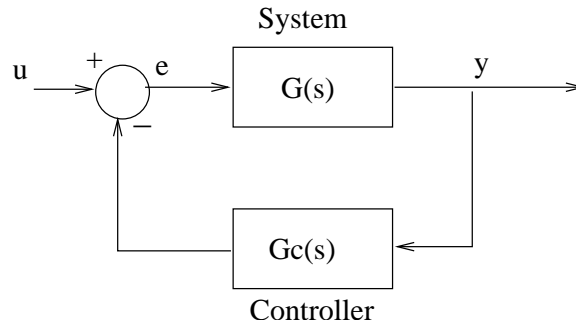 System
+
u
e
G(s)
y
−
Gc(s)
Controller